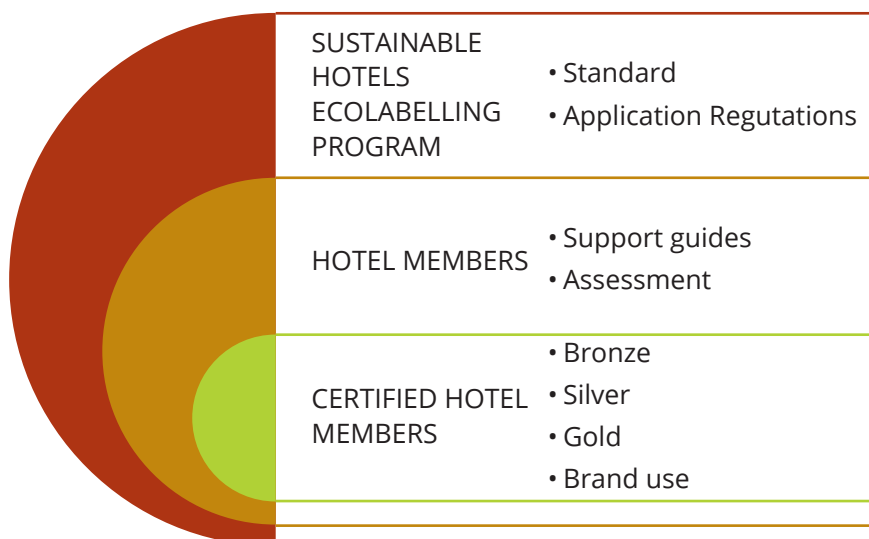 SUSTAINABLE
HOTELS
ECOLABELLING
PROGRAM
• Standard
• Application Regutations
HOTEL MEMBERS
• Support guides
• Assessment
CERTIFIED HOTEL
MEMBERS
• Bronze
• Silver
• Gold
• Brand use